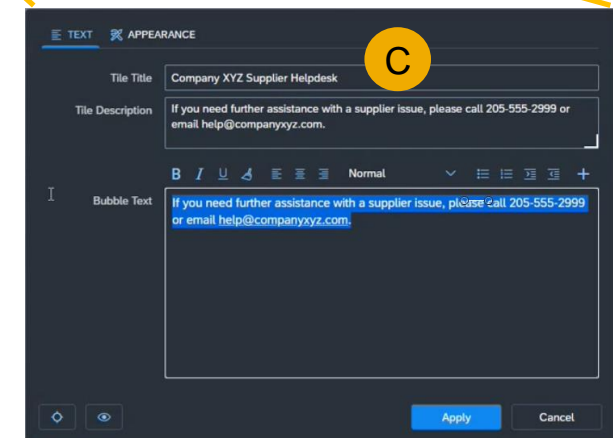 TEXT APPEARANCE
C
Tile Title Company XYZ Supplier Helpdesk
Tile Description If you need further assistance with a supplier issue, please call 205-555-2999 or
email help@companyxyz.com.
B I U Normal
Bubble Text If you need further assistance with a supplier issue, please call 205-555-2999
or email help@companyxyz.com.
Apply Cancel